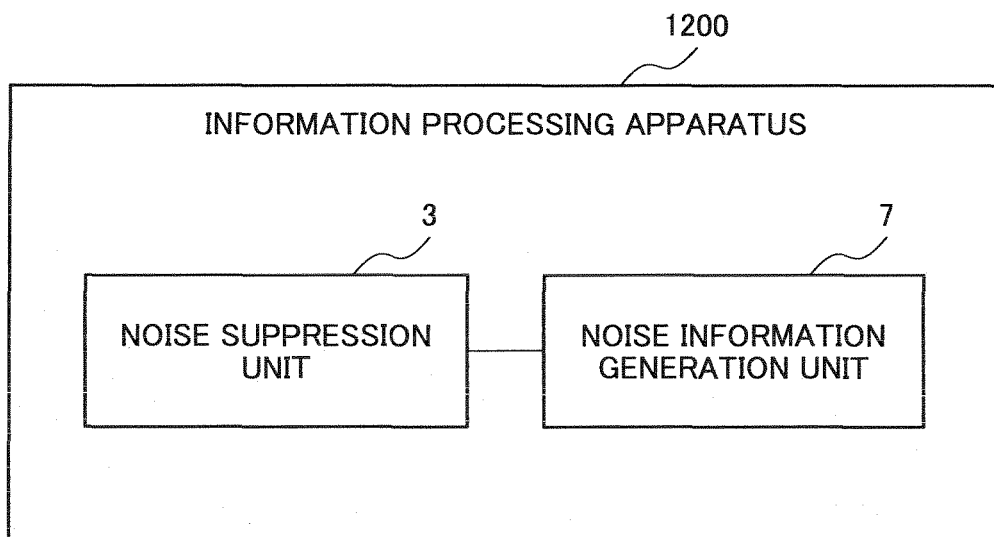 1200
INFORMATION PROCESSING APPARATUS
3
7
NOISE SUPPRESSION
UNIT
NOISE INFORMATION
GENERATION UNIT